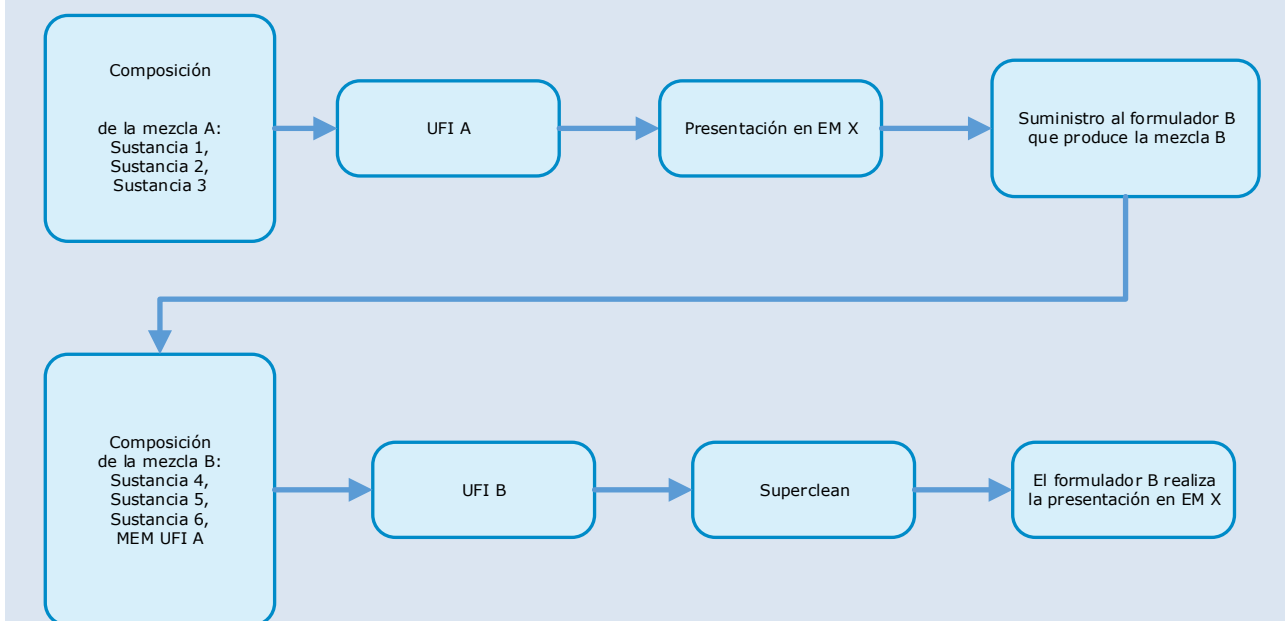 Composición
de la mezcla A:
Sustancia 1,
Sustancia 2,
Sustancia 3
UFI A
Presentación en EM X
Suministro al formulador B
que produce la mezcla B
Composición
de la mezcla B:
Sustancia 4,
Sustancia 5,
Sustancia 6,
MEM UFI A
UFI B
Superclean
El formulador B realiza
la presentación en EM X